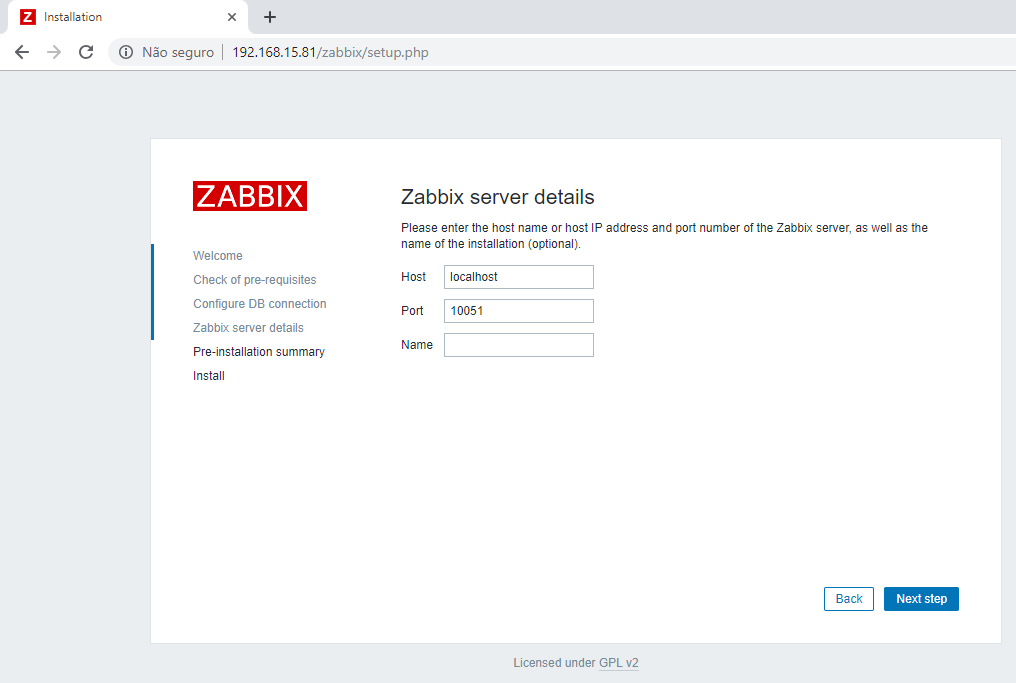 Z Installation
Não seguro 192.168.15.81/zabbix/setup.php
ZABBIX
Welcome
Check of pre-requisites
Configure DB connection
Zabbix server details
Pre-installation summary
Install
Zabbix server details
Please enter the host name or host IP address and port number of the Zabbix server, as well as the
name of the installation (optional).
Host localhost
Port 10051
Name
Back Next step
Licensed under GPL v2